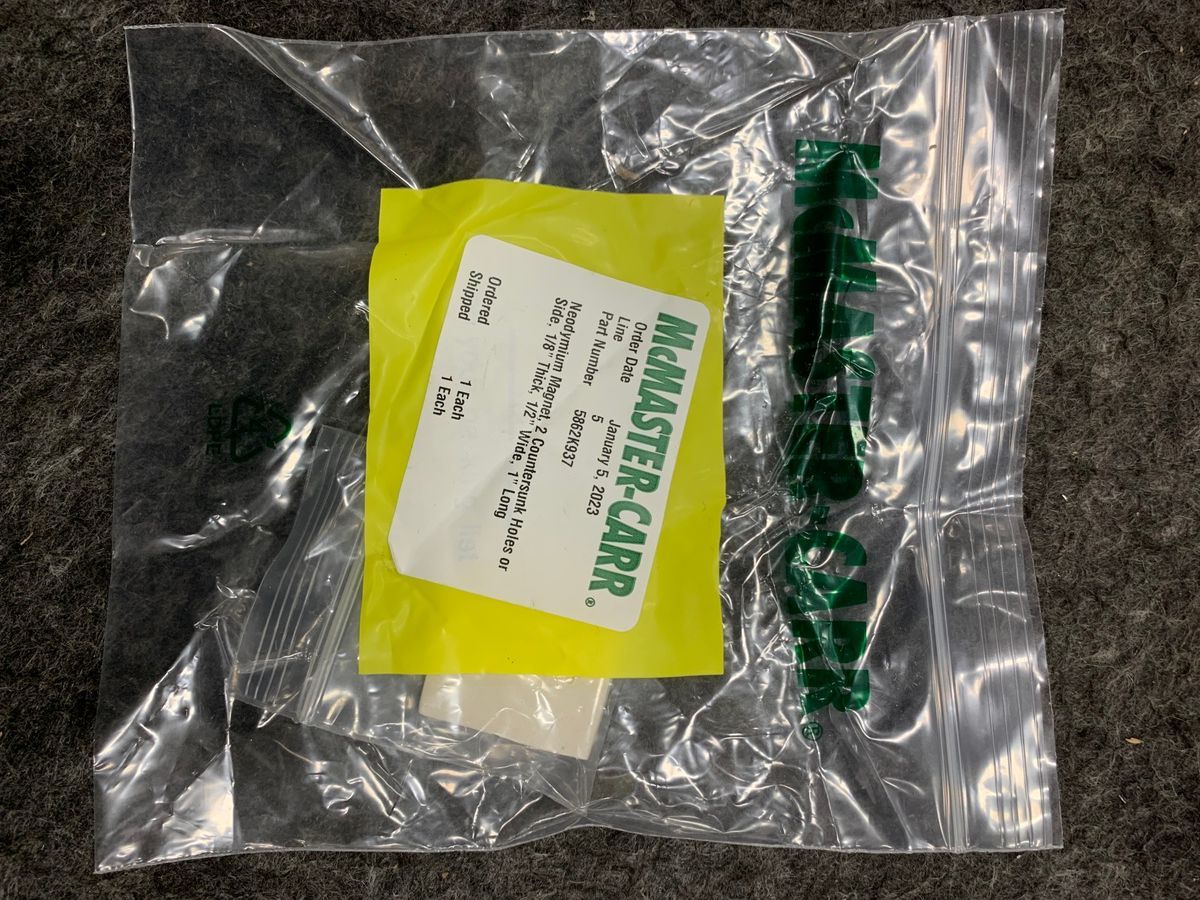 McMASTER-CARR®
Order Date January 5, 2023
Line 5
Part Number 5862K937
Neodymium Magnet, 2 Countersunk Holes on
Side, 1/8" Thick, 1/2" Wide, 1" Long
Ordered 1 Each
Shipped 1 Each
McMASTER-CARR®
LDPE